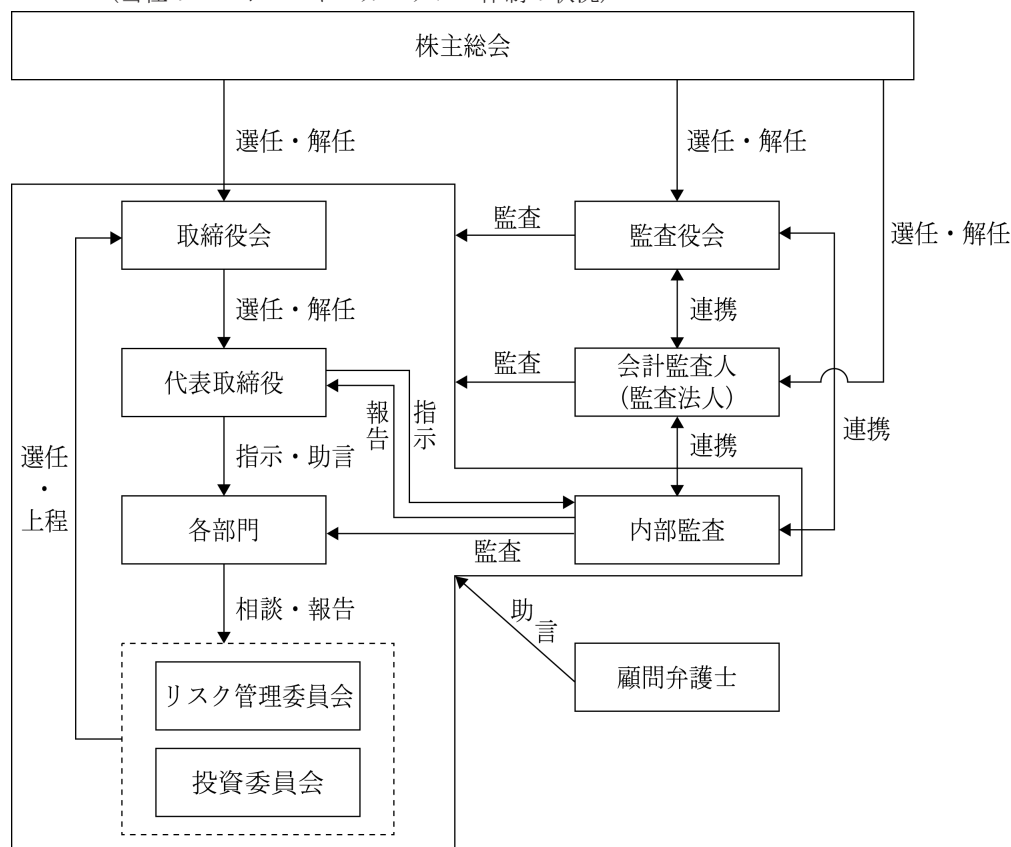 株主総会
選任・解任
選任・解任
選任・解任
取締役会
監査
監査役会
選任・解任
連携
代表取締役
監査
会計監査人
(監査法人)
報告
指示
連携
連携
指示・助言
選任・上程
各部門
内部監査
監査
相談・報告
助言
顧問弁護士
リスク管理委員会
投資委員会